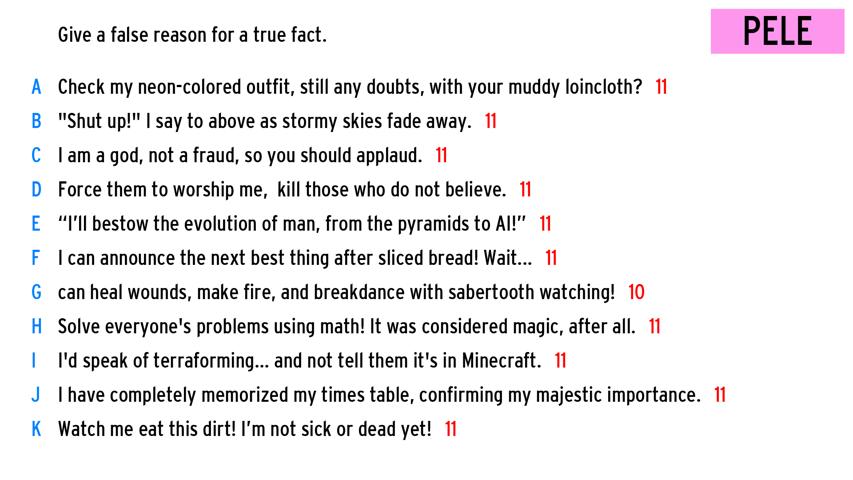 Give a false reason for a true fact.
PELE
A Check my neon-colored outfit, still any doubts, with your muddy loincloth? 11
B "Shut up!" I say to above as stormy skies fade away. 11
C I am a god, not a fraud, so you should applaud. 11
D Force them to worship me, kill those who do not believe. 11
E “I’ll bestow the evolution of man, from the pyramids to AI!” 11
F I can announce the next best thing after sliced bread! Wait... 11
G can heal wounds, make fire, and breakdance with sabertooth watching! 10
H Solve everyone's problems using math! It was considered magic, after all. 11
I I'd speak of terraforming... and not tell them it's in Minecraft. 11
J I have completely memorized my times table, confirming my majestic importance. 11
K Watch me eat this dirt! I’m not sick or dead yet! 11